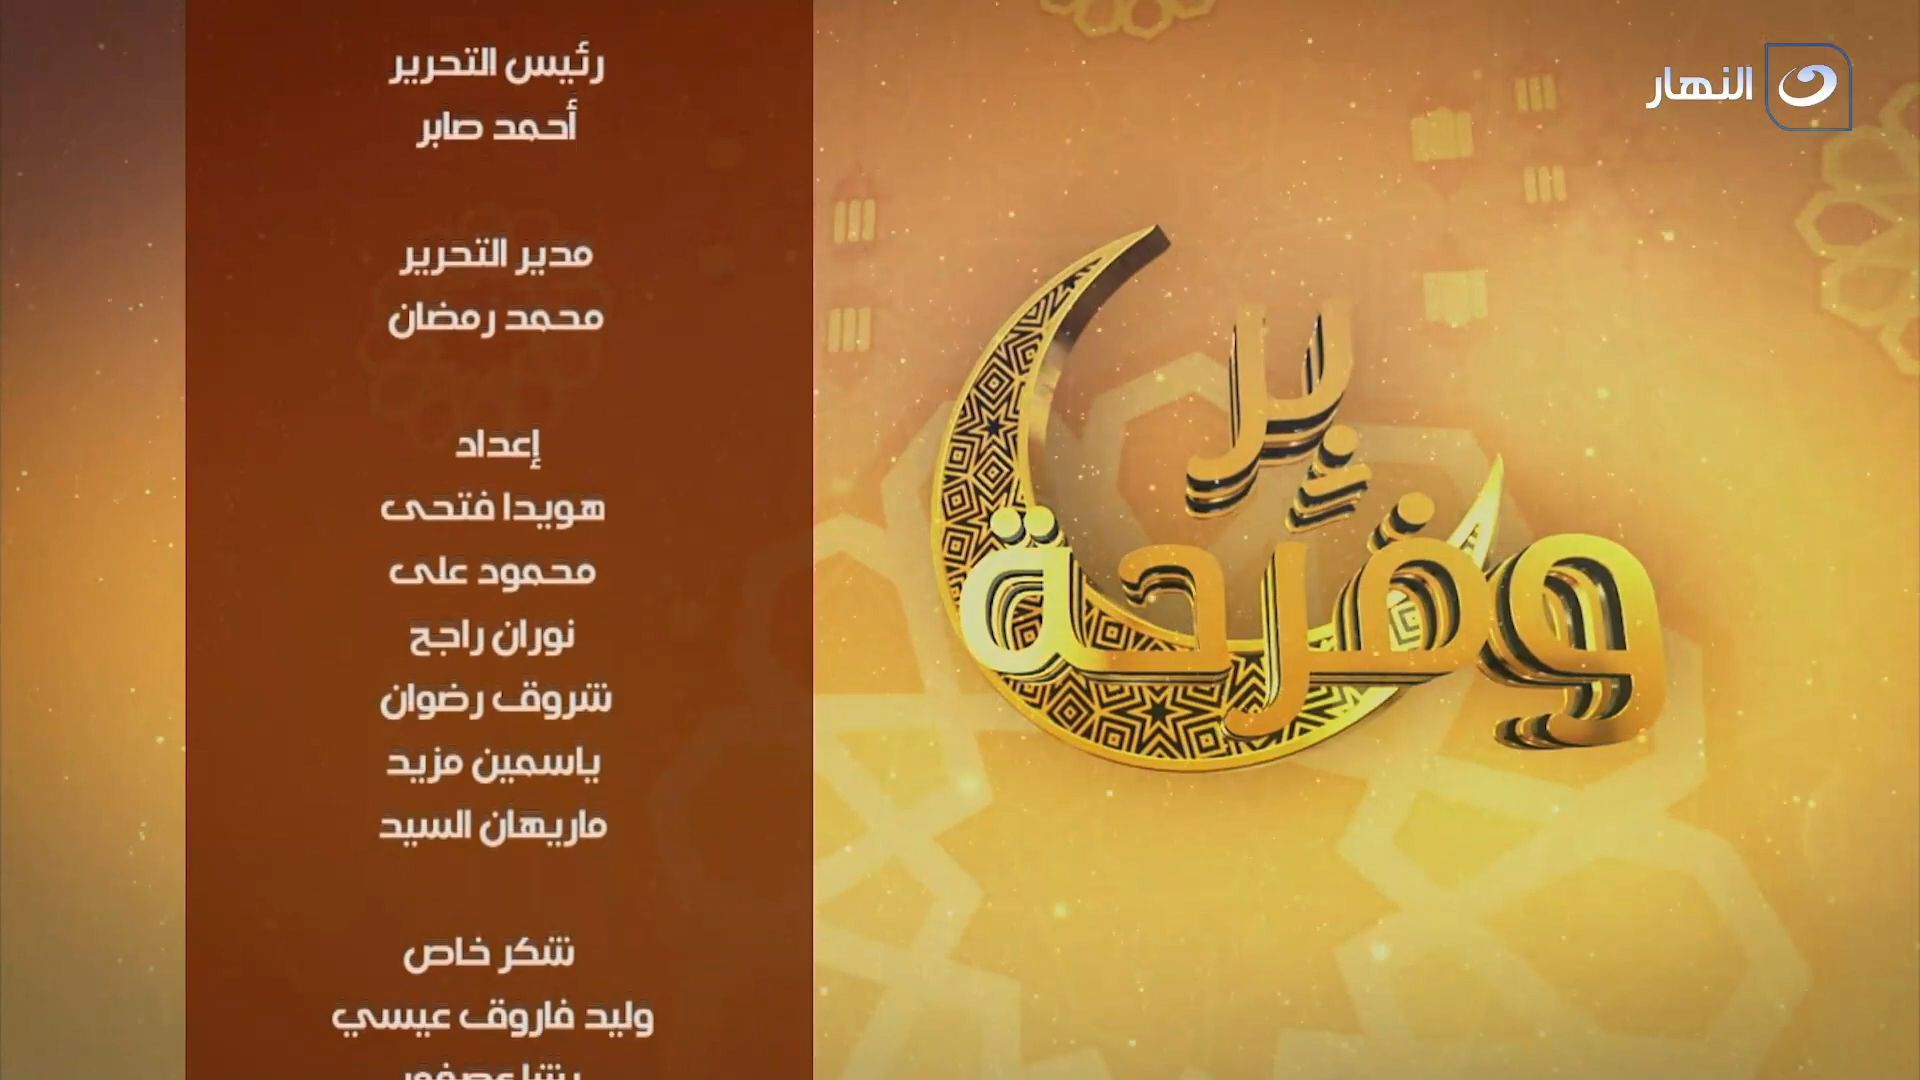 النهار
رئيس التحرير
أحمد صابر
مدير التحرير
محمد رمضان
إعداد
هويدا فتحى
محمود على
نوران راجح
شروق رضوان
ياسمين مزيد
ماريهان السيد
شكر خاص
وليد فاروق عيسي
بر
وفرحة